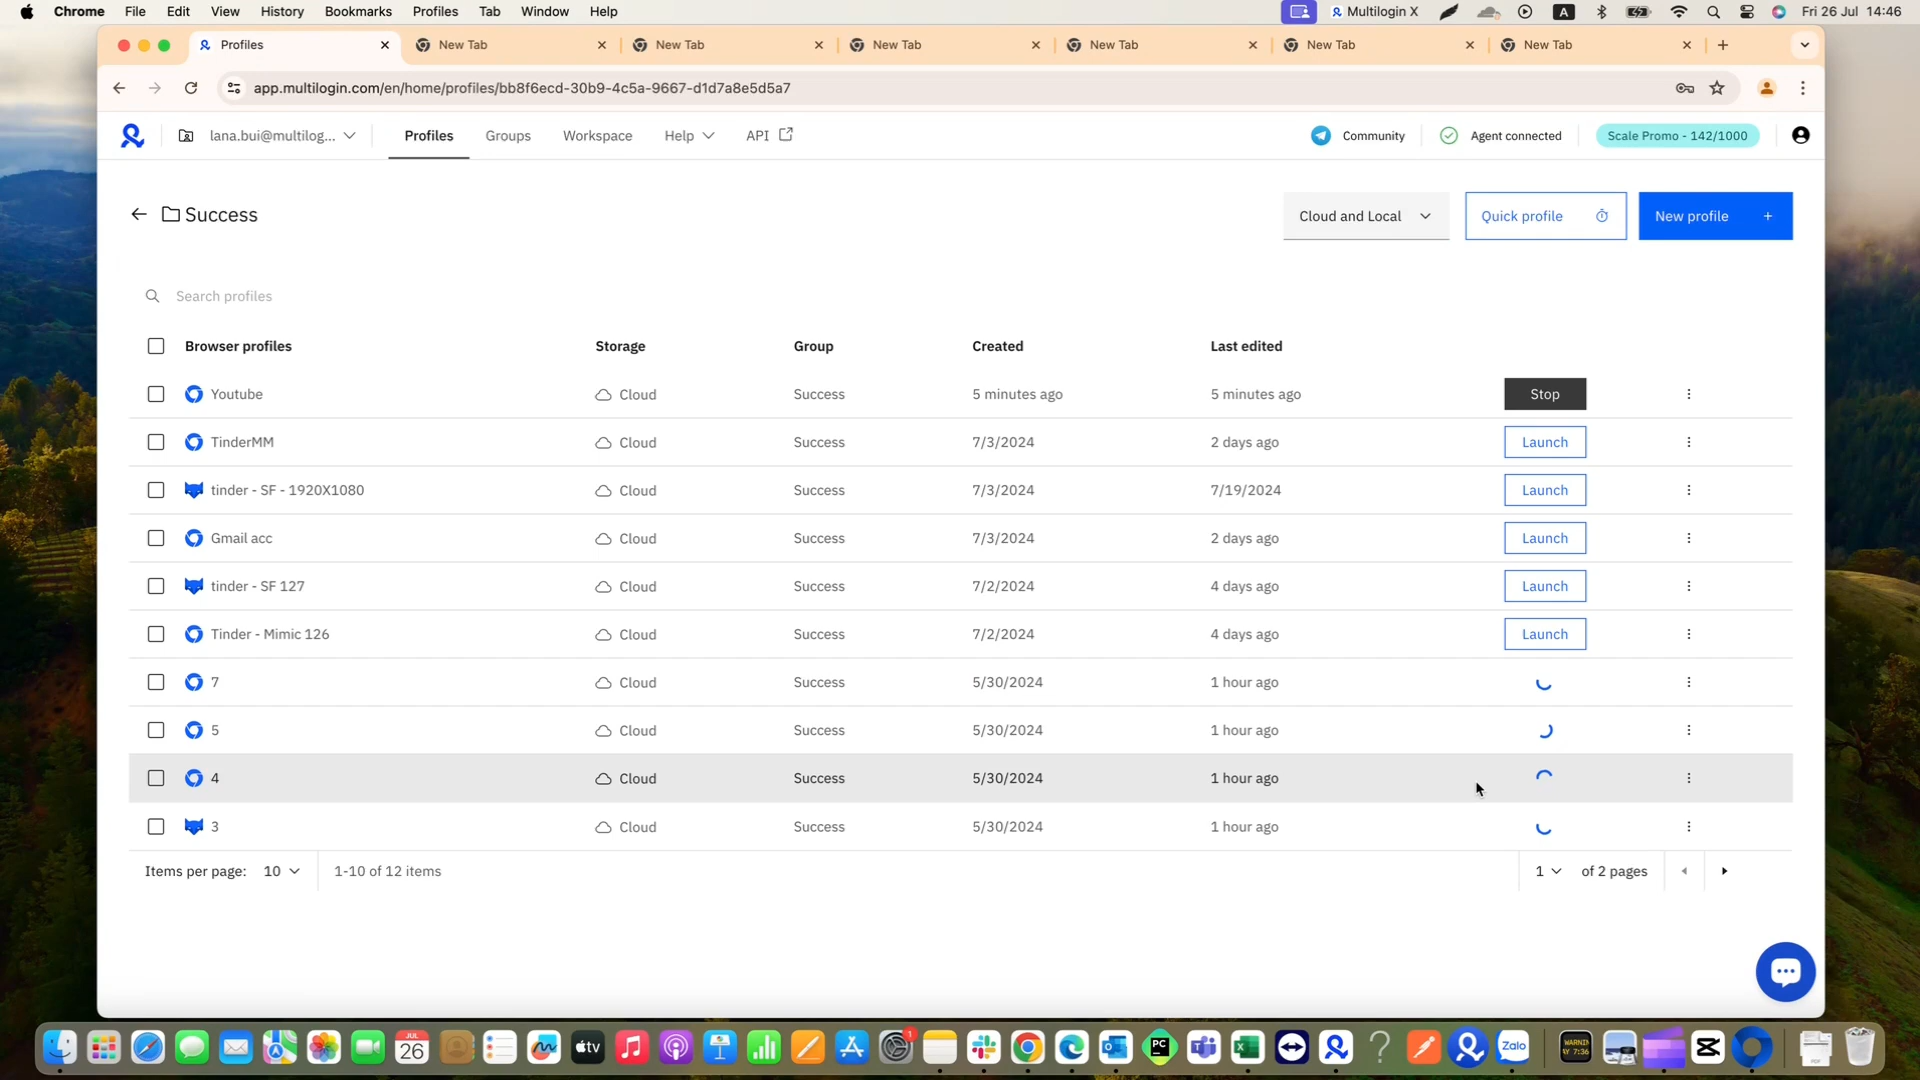 Chrome File Edit View History Bookmarks Profiles Tab Window Help Multilogin X A Fri 26 Jul 14:46
Profiles New Tab New Tab New Tab New Tab New Tab New Tab
app.multilogin.com/en/home/profiles/bb8f6ecd-30b9-4c5a-9667-d1d7a8e5d5a7
lana.bui@multilog... Profiles Groups Workspace Help API Community Agent connected Scale Promo - 142/1000
Success Cloud and Local Quick profile New profile +
Search profiles
Browser profiles Storage Group Created Last edited
Youtube Cloud Success 5 minutes ago 5 minutes ago Stop
TinderMM Cloud Success 7/3/2024 2 days ago Launch
tinder - SF - 1920X1080 Cloud Success 7/3/2024 7/19/2024 Launch
Gmail acc Cloud Success 7/3/2024 2 days ago Launch
tinder - SF 127 Cloud Success 7/2/2024 4 days ago Launch
Tinder - Mimic 126 Cloud Success 7/2/2024 4 days ago Launch
7 Cloud Success 5/30/2024 1 hour ago
5 Cloud Success 5/30/2024 1 hour ago
4 Cloud Success 5/30/2024 1 hour ago
3 Cloud Success 5/30/2024 1 hour ago
Items per page: 10 1-10 of 12 items 1 of 2 pages
JUL
26 tv 1 PC Zalo